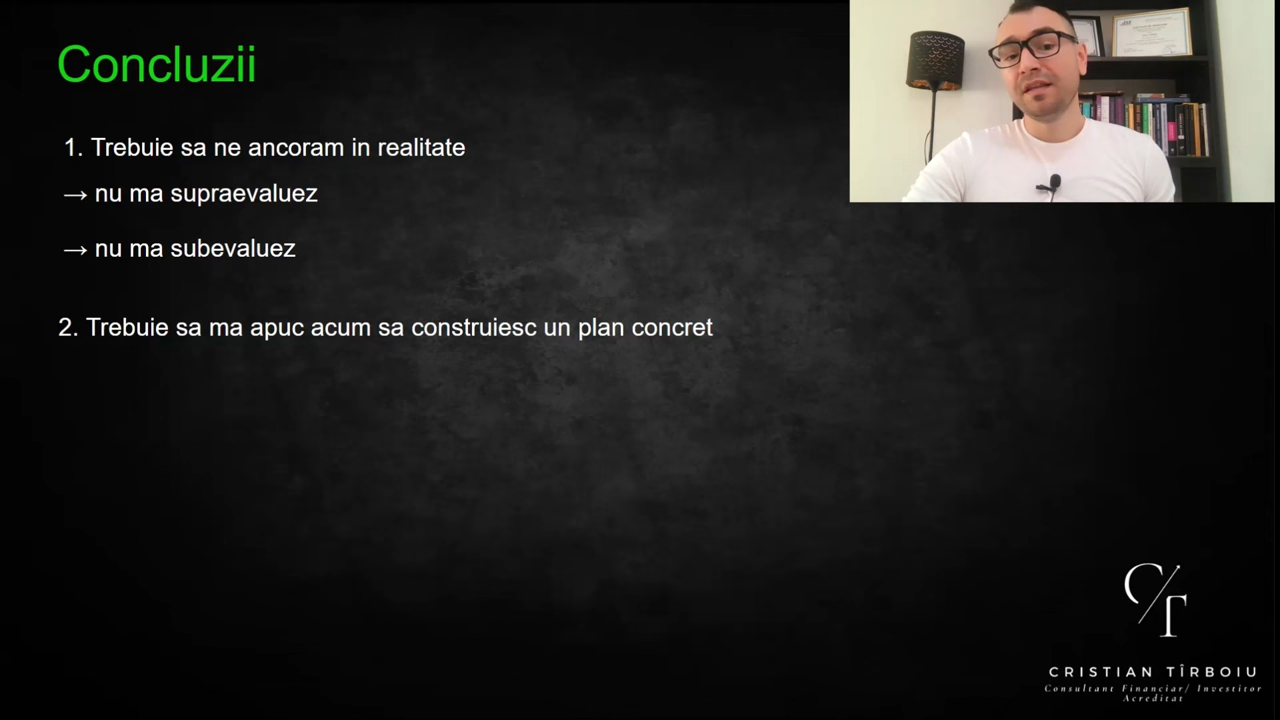 Concluzii
1. Trebuie sa ne ancoram in realitate
→ nu ma supraevaluez
→ nu ma subevaluez
2. Trebuie sa ma apuc acum sa construiesc un plan concret
CT
CRISTIAN TÎRBOIU
Consultant Financiar/ Investitor
Acreditat